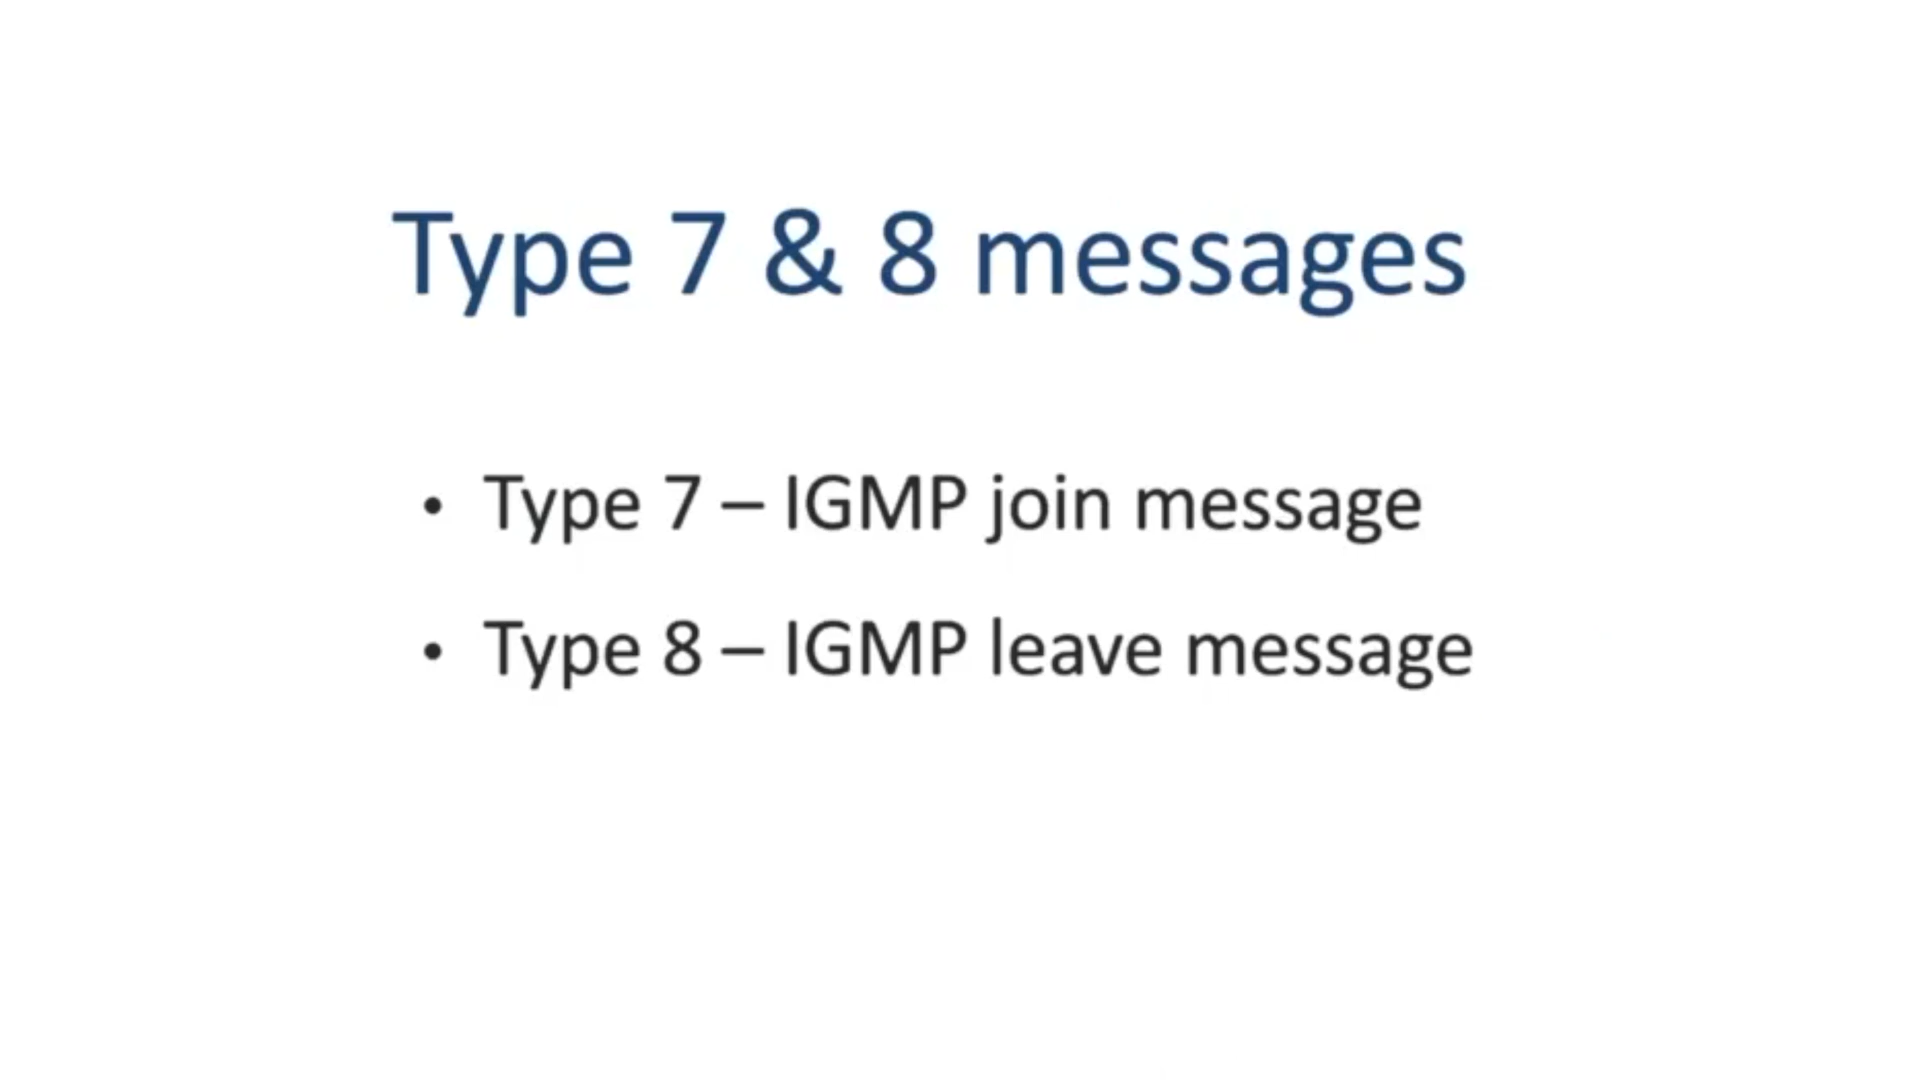 Type 7 & 8 messages
• Type 7 – IGMP join message
• Type 8 – IGMP leave message